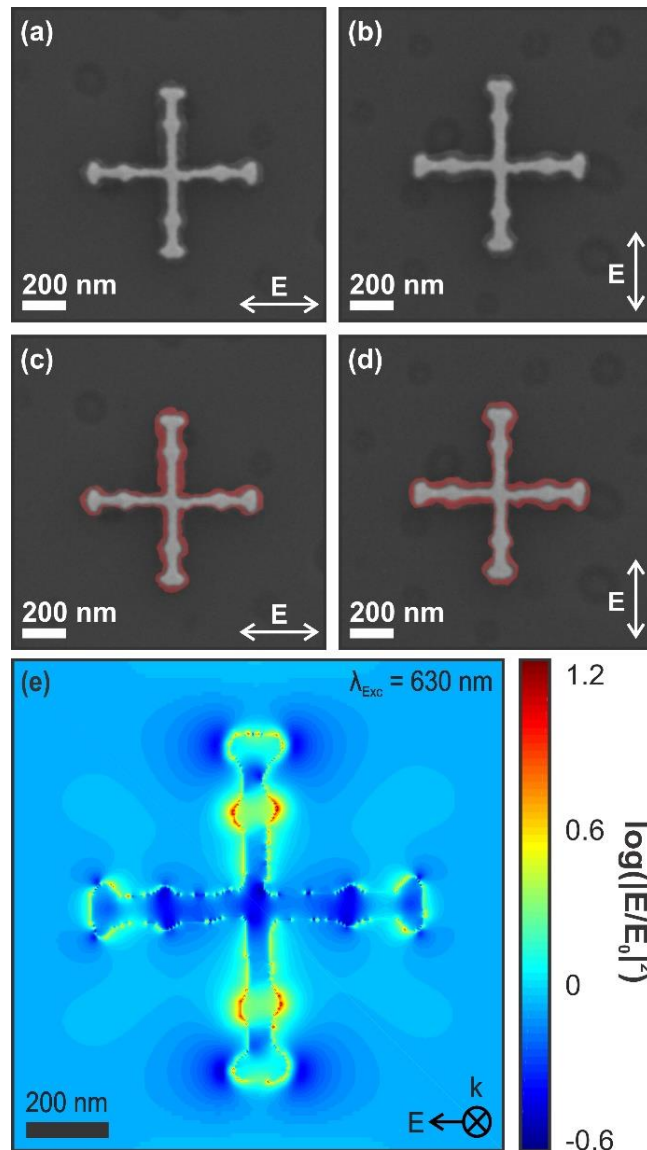 (a)
200 nm
E
(b)
200 nm
E
(c)
200 nm
E
(d)
200 nm
E
(e)
λExc = 630 nm
200 nm
E
k
1.2
0.6
0
-0.6
log(|E/E₀|²)